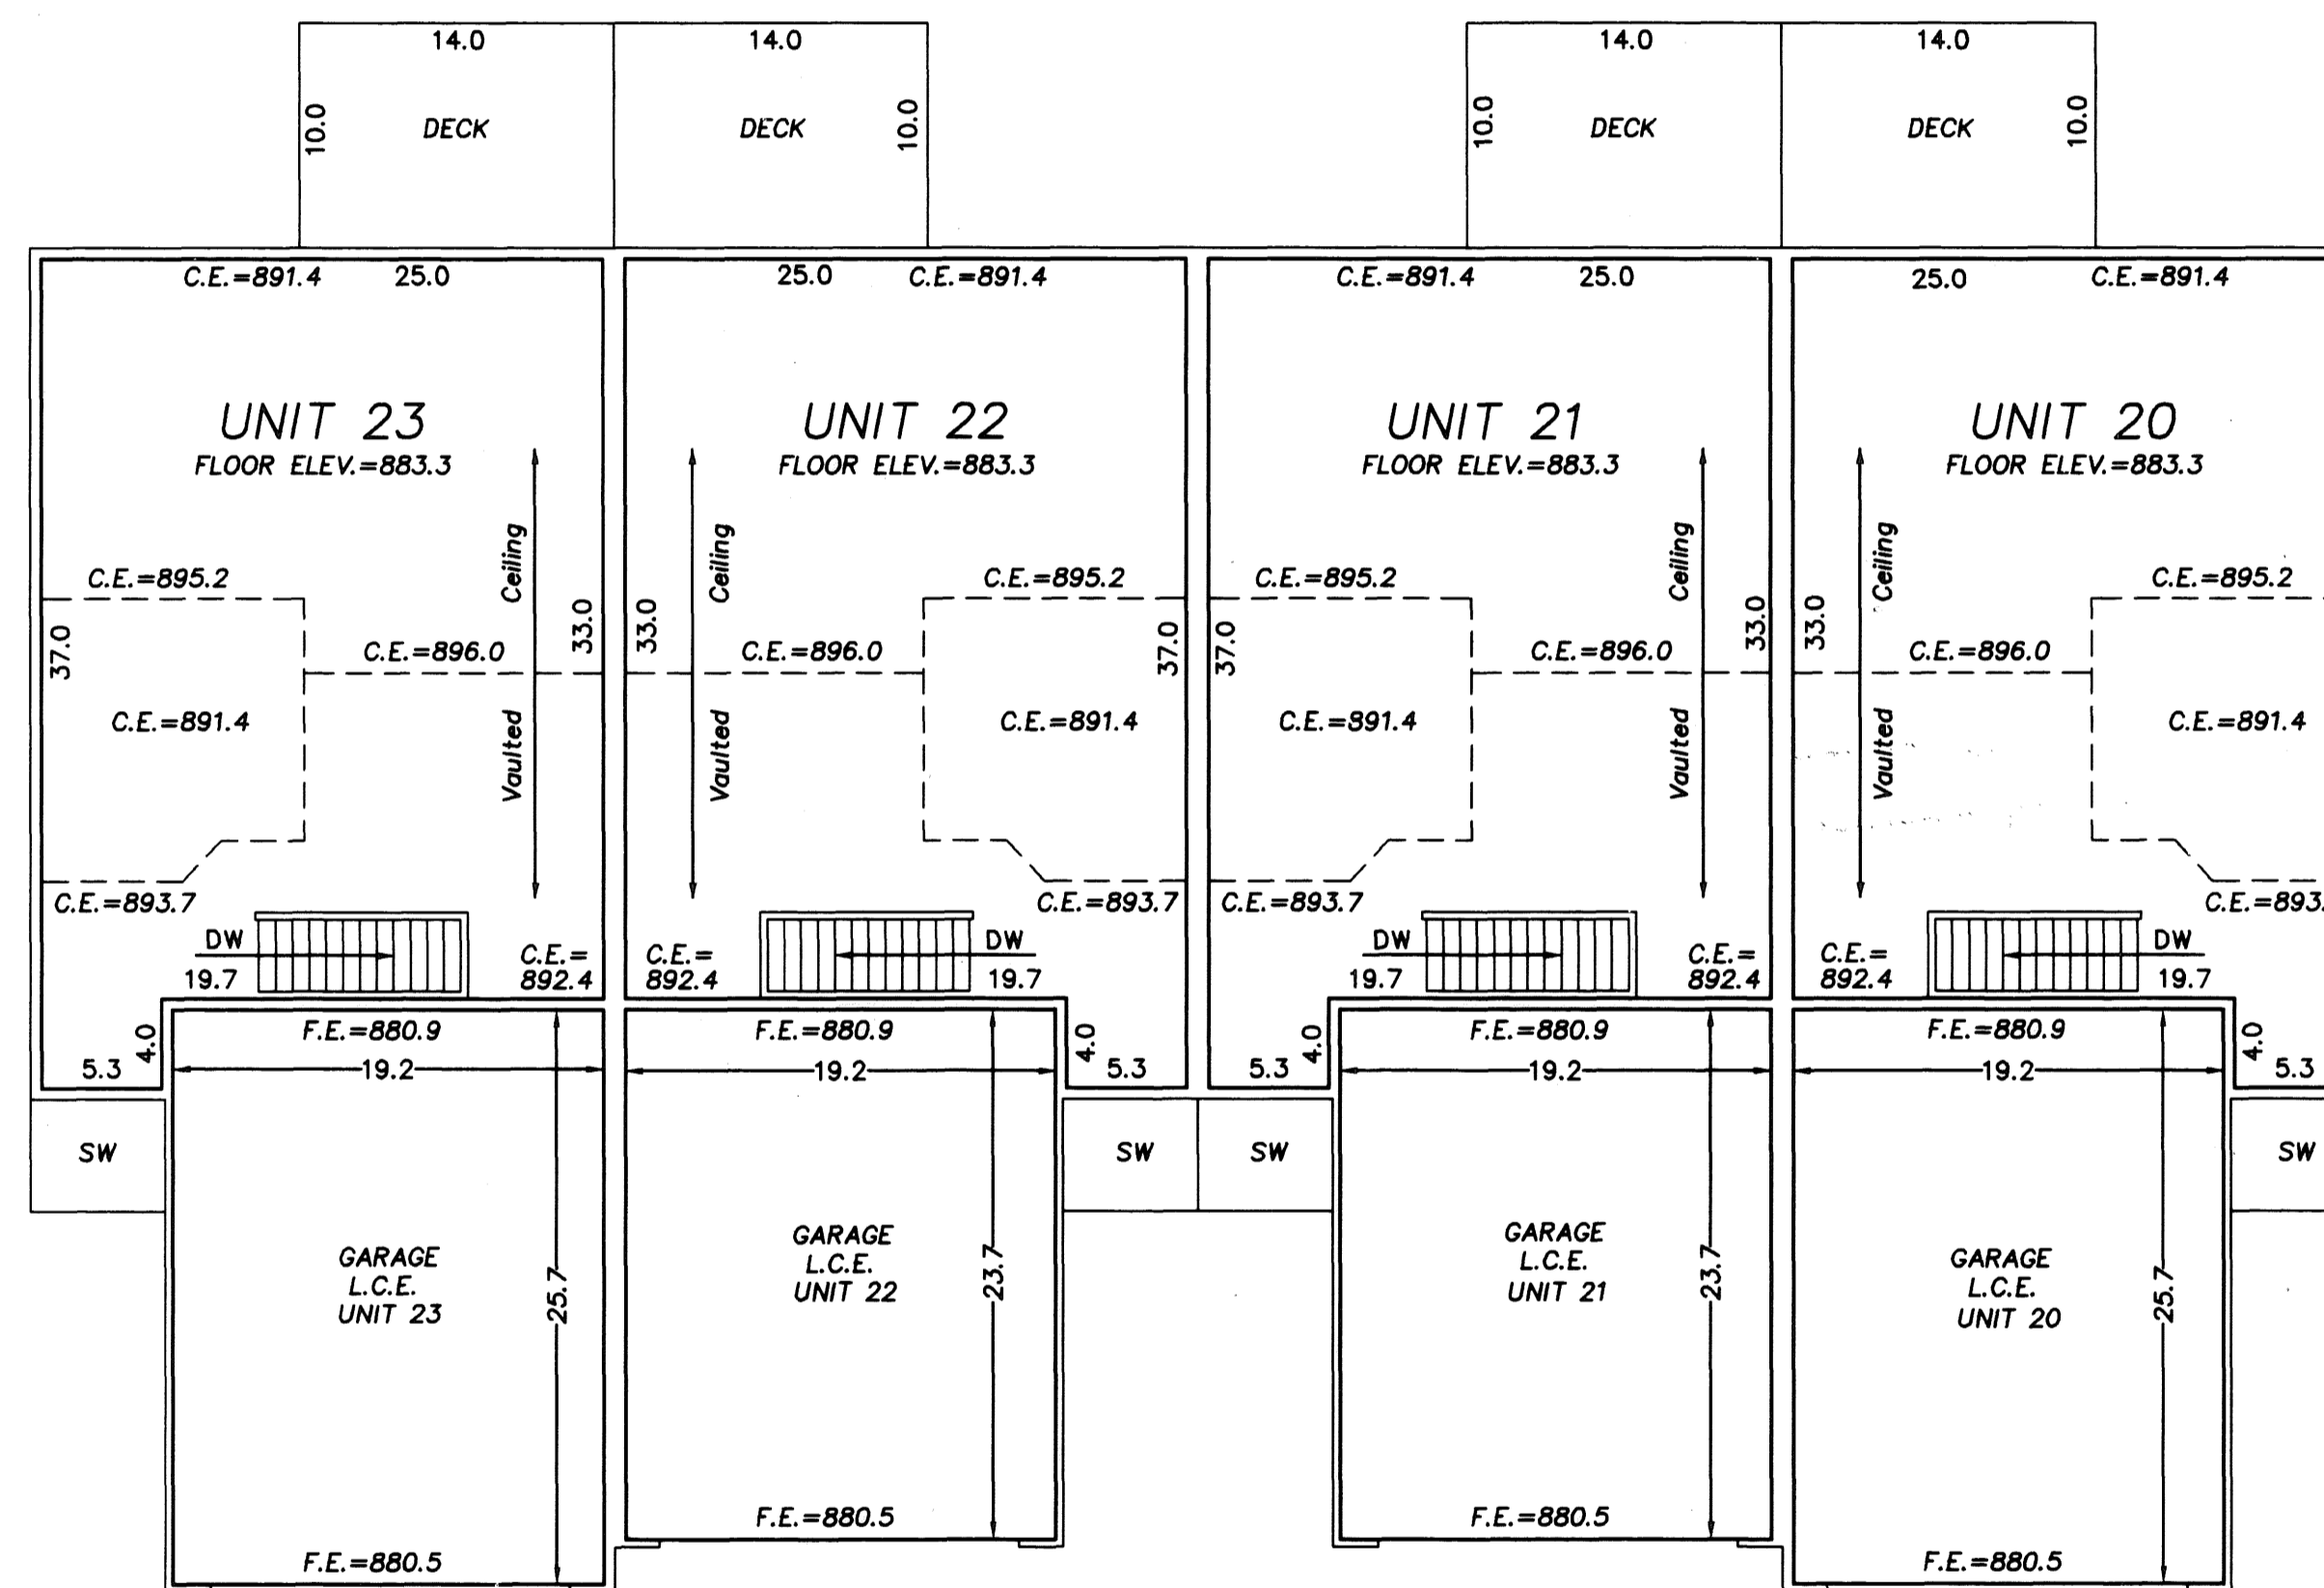 14.0 14.0 14.0 14.0
10.0 DECK DECK 10.0 10.0 DECK DECK 10.0
C.E.=891.4 25.0 25.0 C.E.=891.4 C.E.=891.4 25.0 25.0 C.E.=891.4
UNIT 23 UNIT 22 UNIT 21 UNIT 20
FLOOR ELEV.=883.3 FLOOR ELEV.=883.3 FLOOR ELEV.=883.3 FLOOR ELEV.=883.3
Ceiling Ceiling Ceiling Ceiling
C.E.=895.2 C.E.=895.2 C.E.=895.2 C.E.=895.2
37.0 33.0 33.0 37.0 37.0 33.0 33.0
C.E.=896.0 C.E.=896.0 C.E.=896.0 C.E.=896.0
C.E.=891.4 C.E.=891.4 C.E.=891.4 C.E.=891.4
Vaulted Vaulted Vaulted Vaulted
C.E.=893.7 C.E.=893.7 C.E.=893.7 C.E.=893.
DW DW DW DW
C.E.= C.E.= C.E.= C.E.=
19.7 892.4 892.4 19.7 19.7 892.4 892.4 19.7
F.E.=880.9 F.E.=880.9 F.E.=880.9 F.E.=880.9
4.0 4.0 4.0 4.0
5.3 19.2 19.2 5.3 5.3 19.2 19.2 5.3
SW SW SW SW
GARAGE GARAGE GARAGE GARAGE
L.C.E. L.C.E. L.C.E. L.C.E.
UNIT 23 UNIT 22 UNIT 21 UNIT 20
25.7 23.7 23.7 25.7
F.E.=880.5 F.E.=880.5
F.E.=880.5 F.E.=880.5